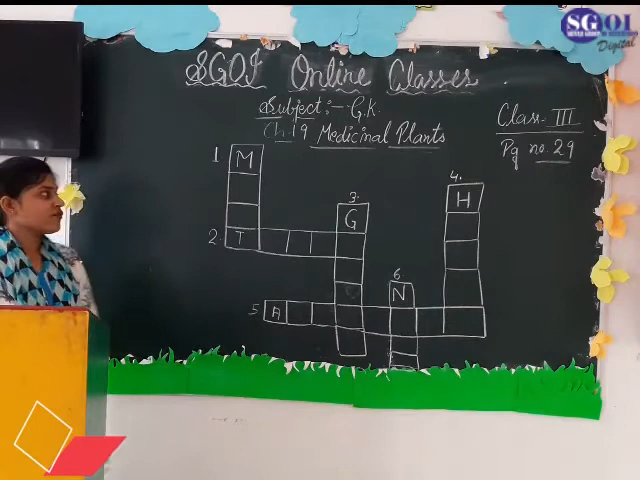 SGOI
Digital
SGOI Online Classes
Subject:- G.K.
Ch.19 Medicinal Plants
Class. III
Pg no. 29
1 M
4.
H
3.
G
2. T
6
N
5. A